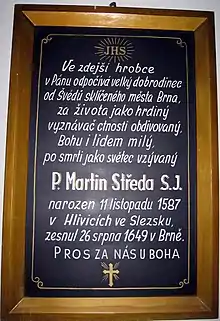 JHS
Ve zdejší hrobce
v Pánu odpočívá velký dobrodinec
od Švédů sklíčeného města Brna,
za života jako hrdiný
vyznávač ctnosti obdivovaný,
Bohu i lidem milý,
po smrti jako světec vzývaný
P. Martin Středa S.J.
narozen 11 listopadu 1587
v Hlivicích ve Slezsku,
zesnul 26 srpna 1649 v Brně.
PROS ZA NÁS U BOHA